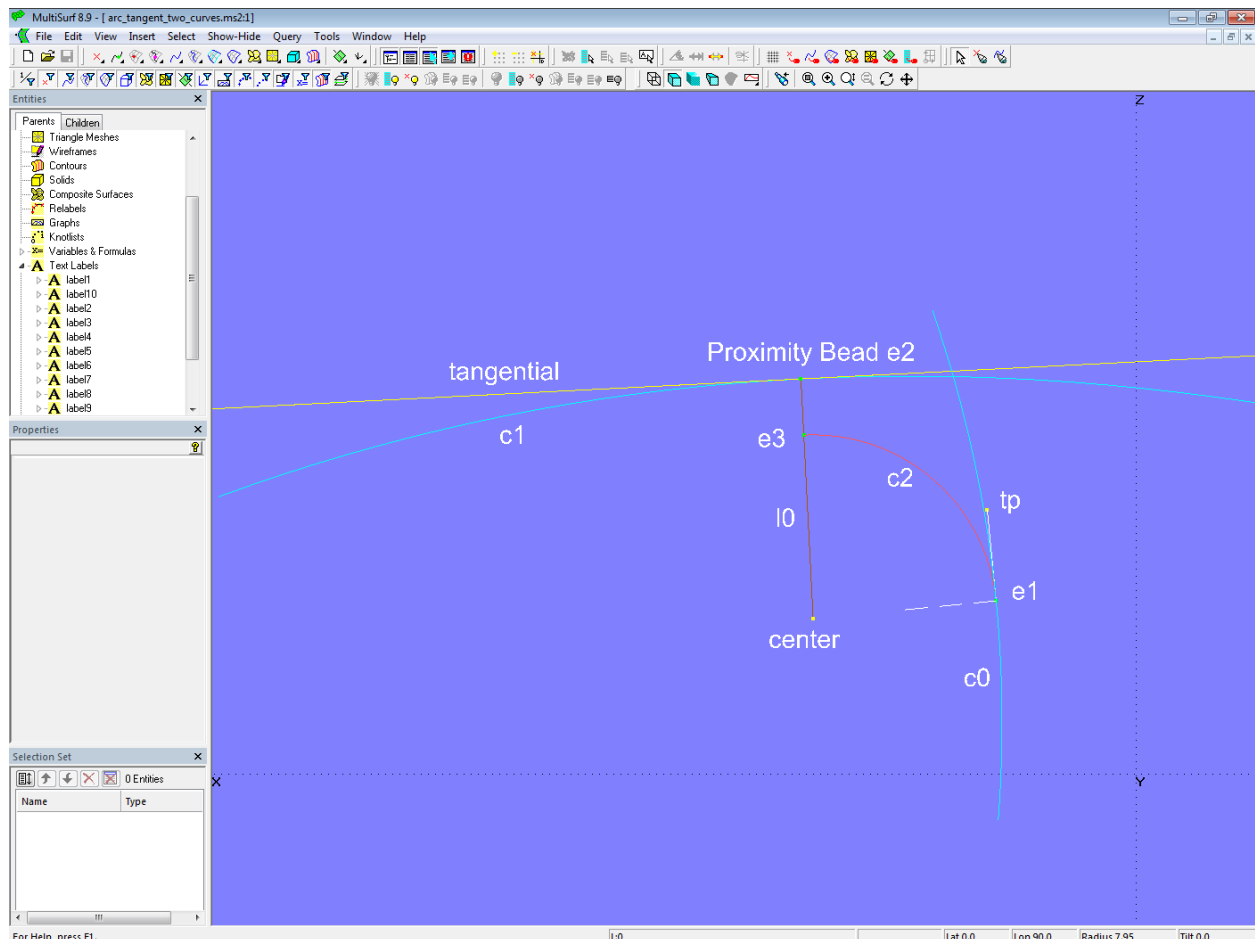 MultiSurf 8.9 - [ arc_tangent_two_curves.ms2:1]
File Edit View Insert Select Show-Hide Query Tools Window Help
Entities
Parents Children
Triangle Meshes
Wireframes
Contours
Solids
Composite Surfaces
Relabels
Graphs
Knotlists
Variables & Formulas
Text Labels
label1
label10
label2
label3
label4
label5
label6
label7
label8
label9
Properties
Selection Set
0 Entities
Name Type
Z
Proximity Bead e2
tangential
c1
e3
c2
tp
l0
e1
center
c0
X
Y
For Help, press F1.
L:0
Lat 0.0 Lon 90.0 Radius 7.95 Tilt 0.0